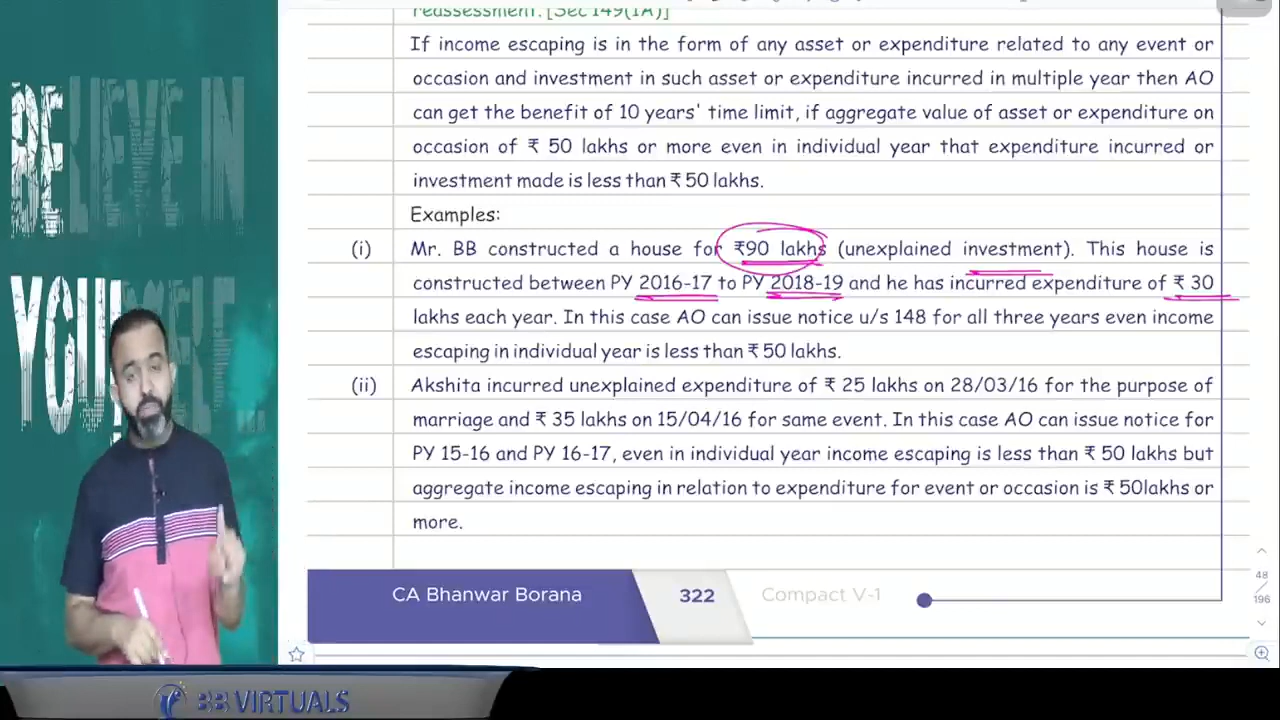 BELIEVE IN
reassessment. [Sec 149(1A)]
If income escaping is in the form of any asset or expenditure related to any event or
occasion and investment in such asset or expenditure incurred in multiple year then AO
can get the benefit of 10 years' time limit, if aggregate value of asset or expenditure on
occasion of ₹ 50 lakhs or more even in individual year that expenditure incurred or
investment made is less than ₹ 50 lakhs.
Examples:
(i) Mr. BB constructed a house for ₹90 lakhs (unexplained investment). This house is
constructed between PY 2016-17 to PY 2018-19 and he has incurred expenditure of ₹ 30
lakhs each year. In this case AO can issue notice u/s 148 for all three years even income
escaping in individual year is less than ₹ 50 lakhs.
(ii) Akshita incurred unexplained expenditure of ₹ 25 lakhs on 28/03/16 for the purpose of
marriage and ₹ 35 lakhs on 15/04/16 for same event. In this case AO can issue notice for
PY 15-16 and PY 16-17, even in individual year income escaping is less than ₹ 50 lakhs but
aggregate income escaping in relation to expenditure for event or occasion is ₹ 50lakhs or
more.
CA Bhanwar Borana 322 Compact V-1
48
/
196
BB VIRTUALS